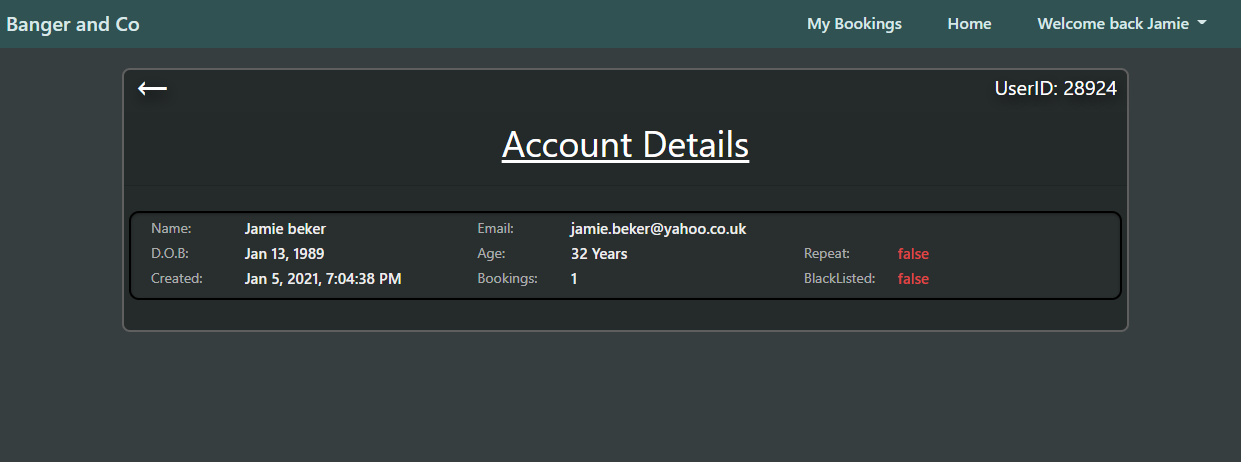 Banger and Co My Bookings Home Welcome back Jamie
UserID: 28924
Account Details
Name: Jamie beker Email: jamie.beker@yahoo.co.uk
D.O.B: Jan 13, 1989 Age: 32 Years Repeat: false
Created: Jan 5, 2021, 7:04:38 PM Bookings: 1 BlackListed: false